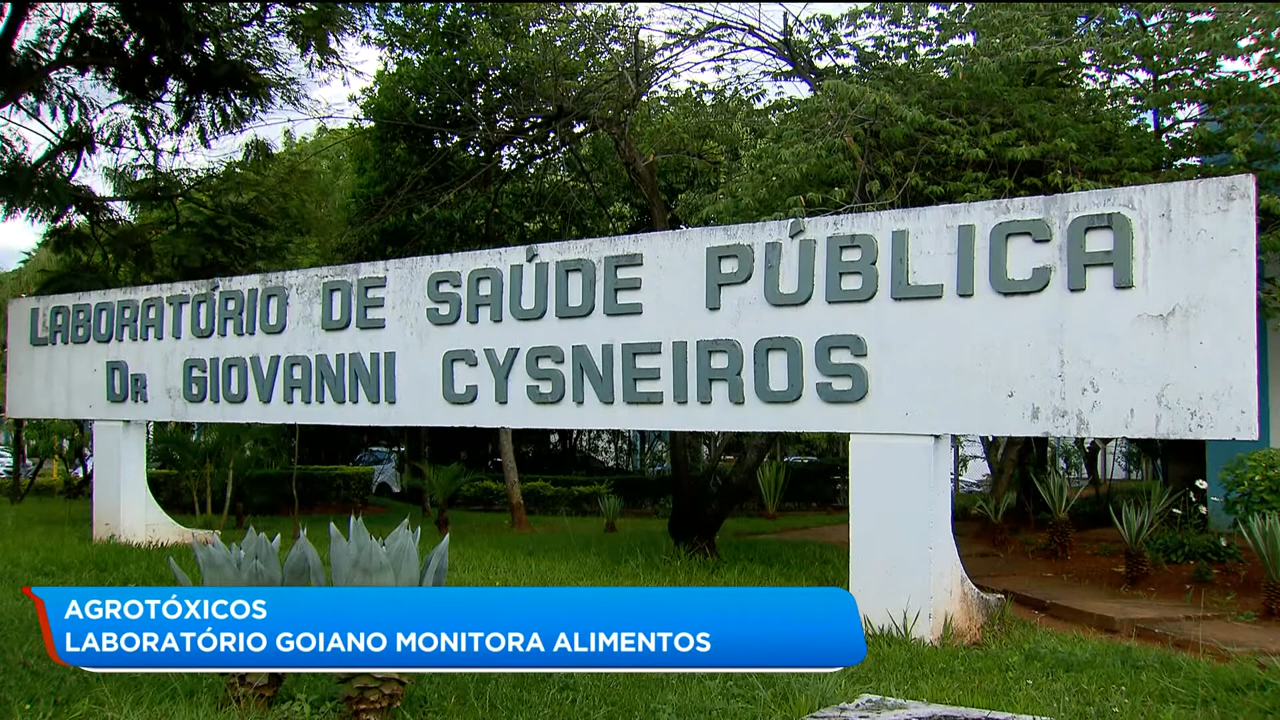 LABORATÓRIO DE SAÚDE PÚBLICA
DR GIOVANNI CYSNEIROS
AGROTÓXICOS
LABORATÓRIO GOIANO MONITORA ALIMENTOS